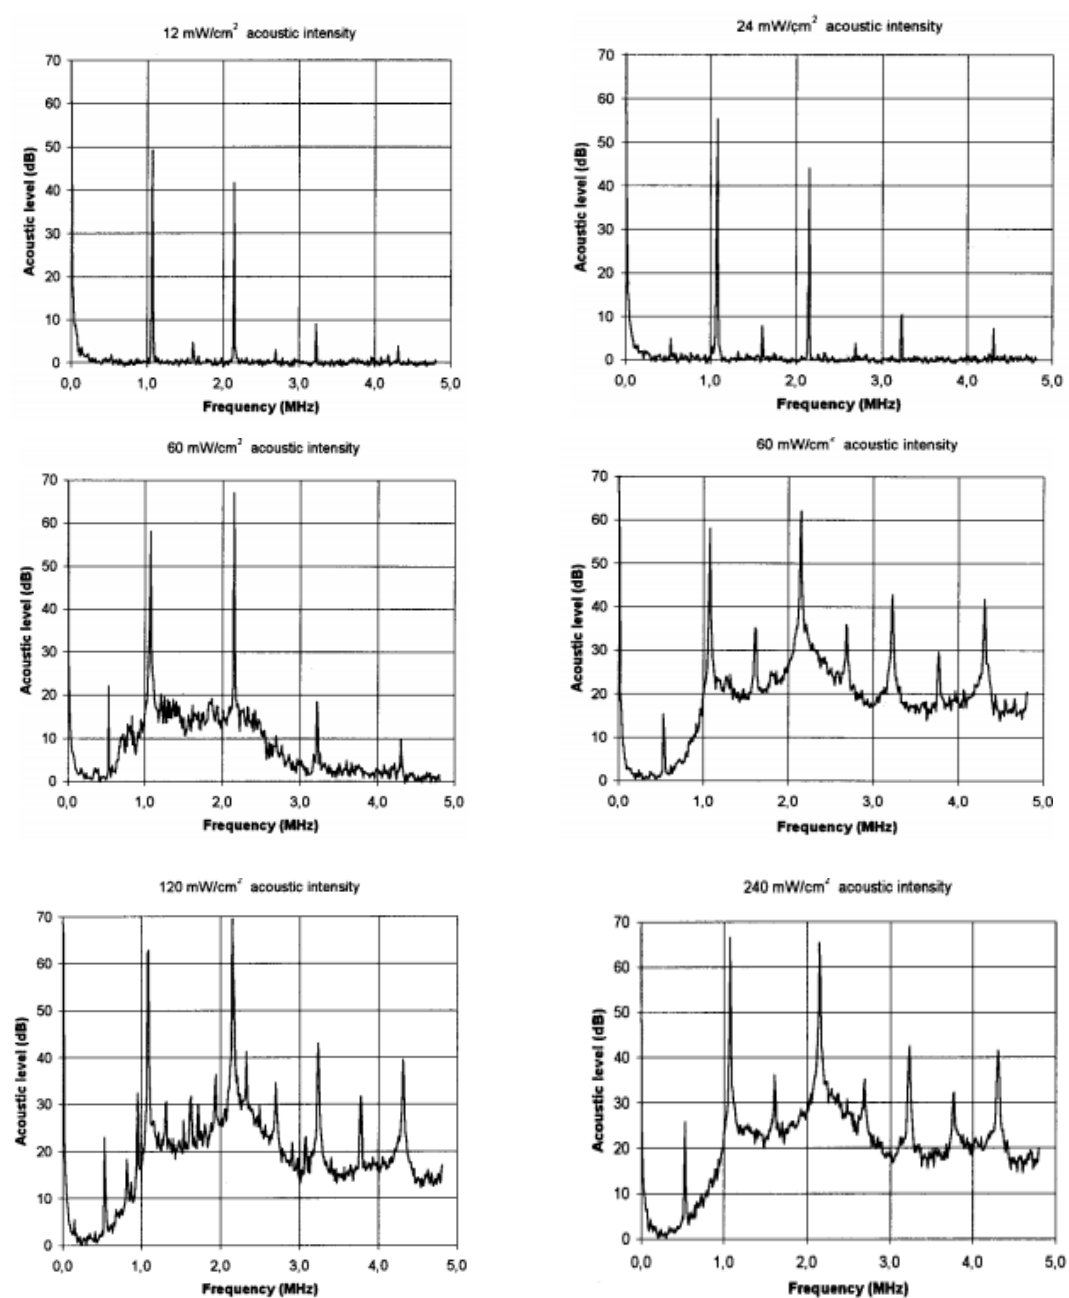 12 mW/cm² acoustic intensity
70
60
50
40
30
20
10
0
Acoustic level (dB)
0,0 1,0 2,0 3,0 4,0 5,0
Frequency (MHz)
24 mW/cm² acoustic intensity
70
60
50
40
30
20
10
0
Acoustic level (dB)
0,0 1,0 2,0 3,0 4,0 5,0
Frequency (MHz)
60 mW/cm² acoustic intensity
70
60
50
40
30
20
10
0
Acoustic level (dB)
0,0 1,0 2,0 3,0 4,0 5,0
Frequency (MHz)
60 mW/cm² acoustic intensity
70
60
50
40
30
20
10
0
Acoustic level (dB)
0,0 1,0 2,0 3,0 4,0 5,0
Frequency (MHz)
120 mW/cm² acoustic intensity
70
60
50
40
30
20
10
0
Acoustic level (dB)
0,0 1,0 2,0 3,0 4,0 5,0
Frequency (MHz)
240 mW/cm² acoustic intensity
70
60
50
40
30
20
10
0
Acoustic level (dB)
0,0 1,0 2,0 3,0 4,0 5,0
Frequency (MHz)